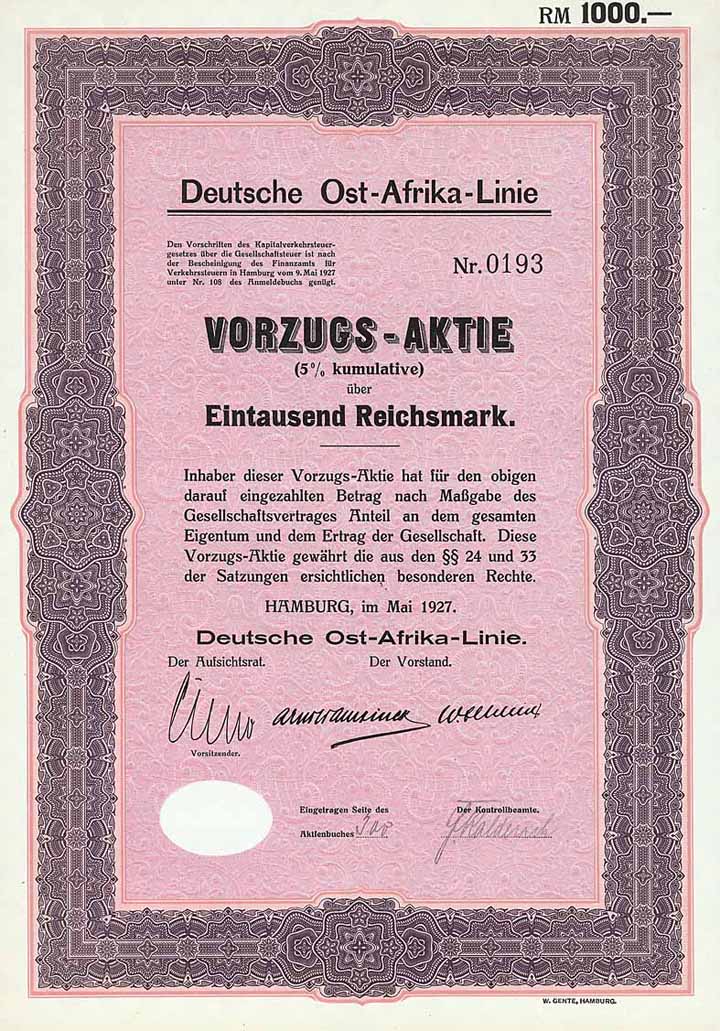 RM 1000.—
Deutsche Ost-Afrika-Linie
Den Vorschriften des Kapitalverkehrsteuer-
gesetzes über die Gesellschaftsteuer ist nach
der Bescheinigung des Finanzamts für
Verkehrssteuern in Hamburg vom 9. Mai 1927
unter Nr. 108 des Anmeldebuchs genügt.
Nr. 0193
VORZUGS-AKTIE
(5% kumulative)
über
Eintausend Reichsmark.
Inhaber dieser Vorzugs-Aktie hat für den obigen
darauf eingezahlten Betrag nach Maßgabe des
Gesellschaftsvertrages Anteil an dem gesamten
Eigentum und dem Ertrag der Gesellschaft. Diese
Vorzugs-Aktie gewährt die aus den §§ 24 und 33
der Satzungen ersichtlichen besonderen Rechte.
HAMBURG, im Mai 1927.
Deutsche Ost-Afrika-Linie.
Der Aufsichtsrat. Der Vorstand.
Cuno
Vorsitzender.
Eingetragen Seite des
Aktienbuches 300
Der Kontrollbeamte.
W. GENTE, HAMBURG.